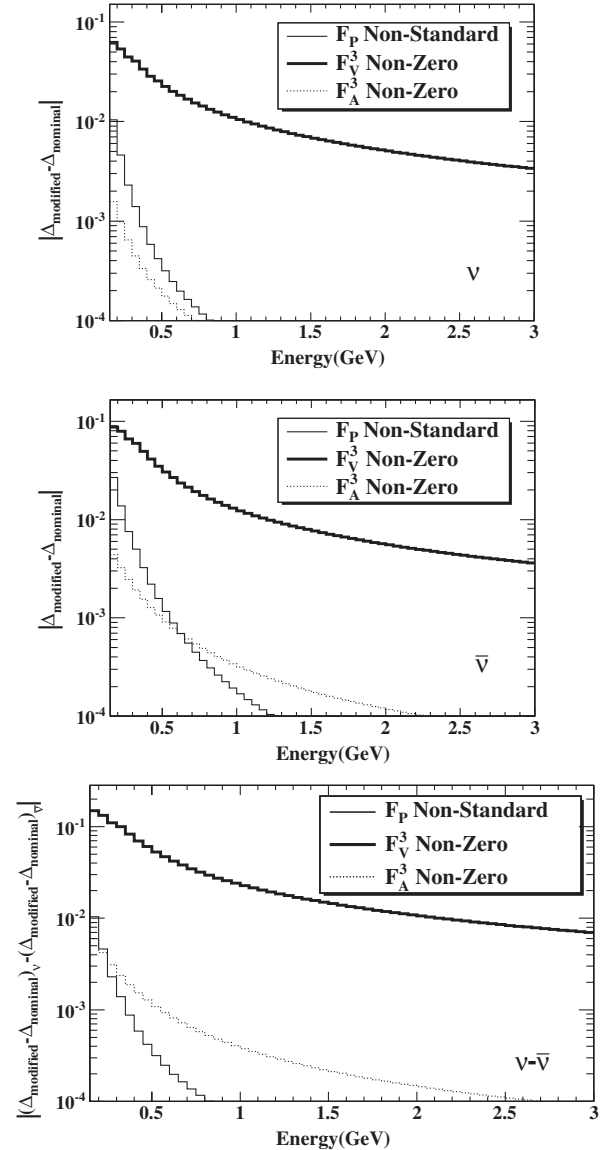 |Δmodified-Δnominal|
10⁻¹
10⁻²
10⁻³
10⁻⁴
F_P Non-Standard
F_V^3 Non-Zero
F_A^3 Non-Zero
ν
0.5 1 1.5 2 2.5 3
Energy(GeV)
|Δmodified-Δnominal|
10⁻¹
10⁻²
10⁻³
10⁻⁴
F_P Non-Standard
F_V^3 Non-Zero
F_A^3 Non-Zero
ν̄
0.5 1 1.5 2 2.5 3
Energy(GeV)
|(Δmodified-Δnominal)_ν-(Δmodified-Δnominal)_ν̄|
10⁻¹
10⁻²
10⁻³
10⁻⁴
F_P Non-Standard
F_V^3 Non-Zero
F_A^3 Non-Zero
ν-ν̄
0.5 1 1.5 2 2.5 3
Energy(GeV)